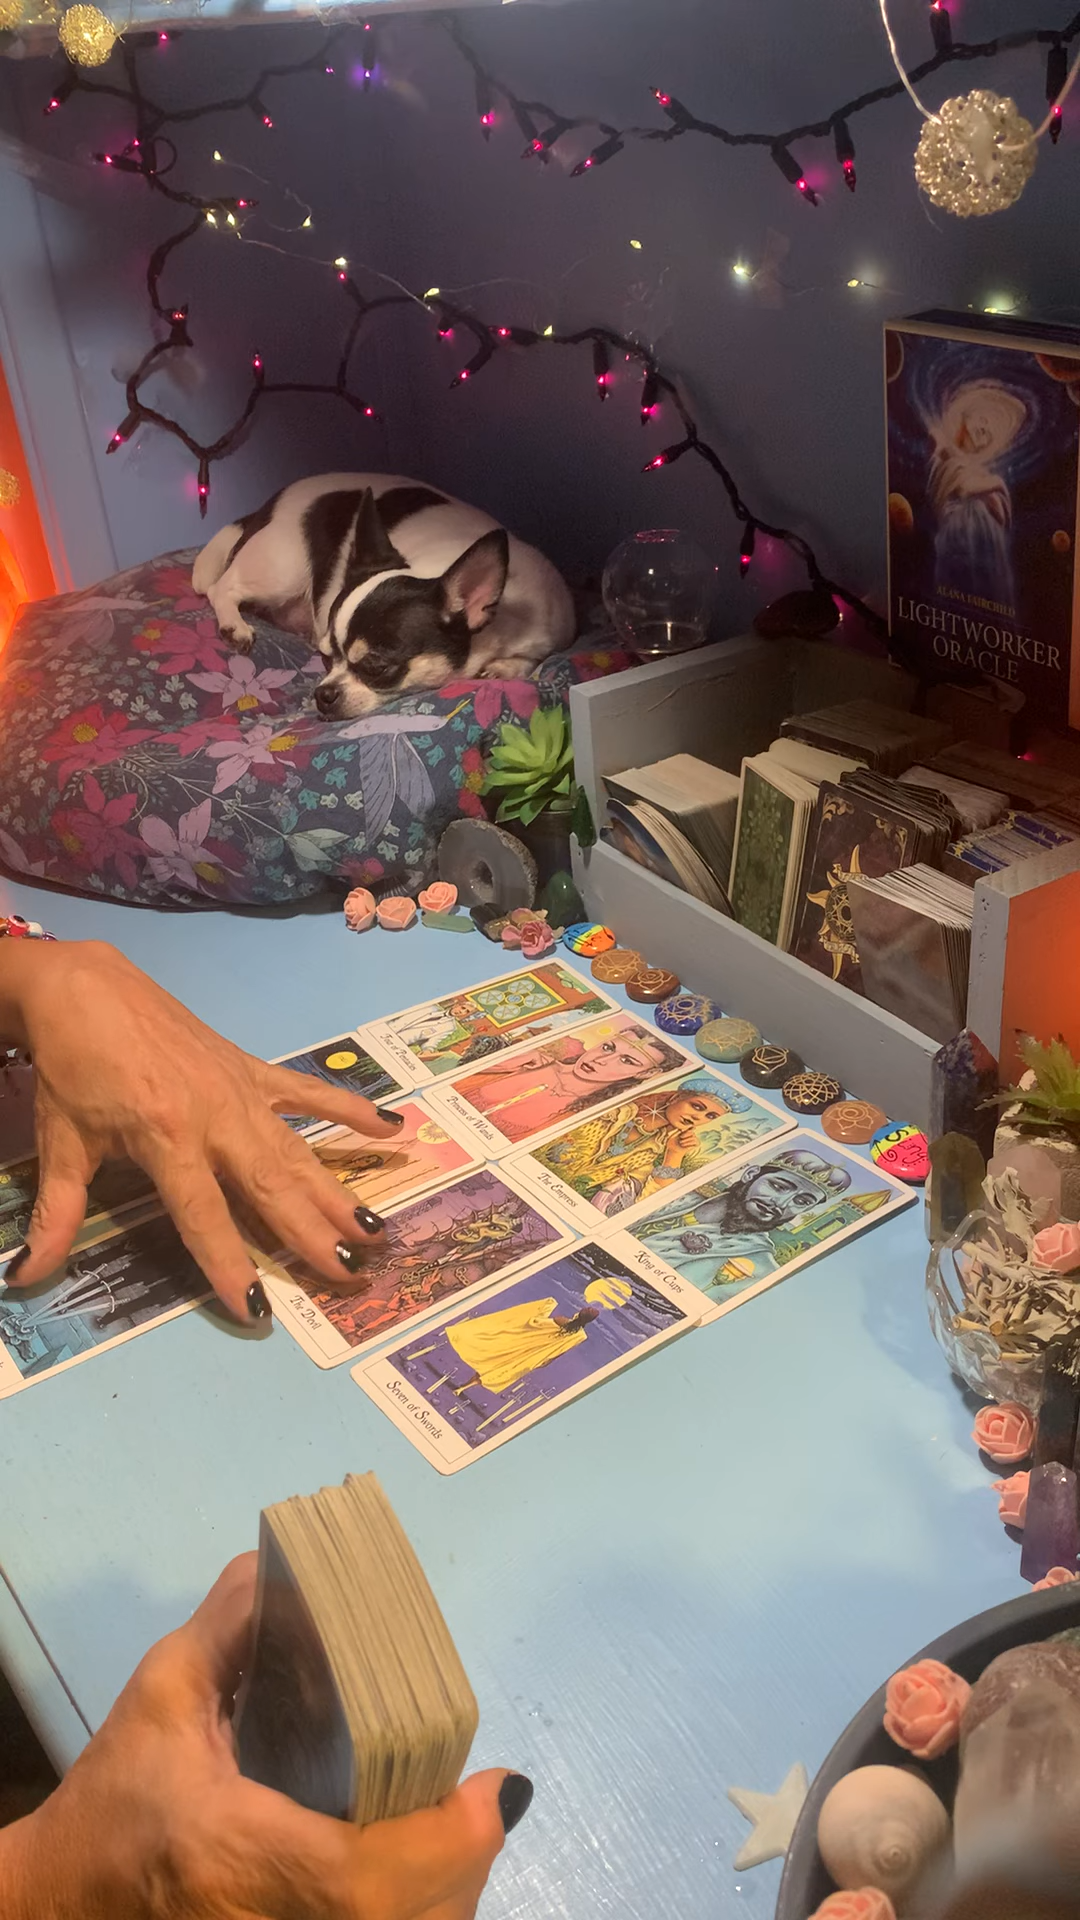 ALANA FAIRCHILD
LIGHTWORKER
ORACLE
Four of Pentacles
Princess of Wands
The Empress
King of Cups
The Devil
Seven of Swords